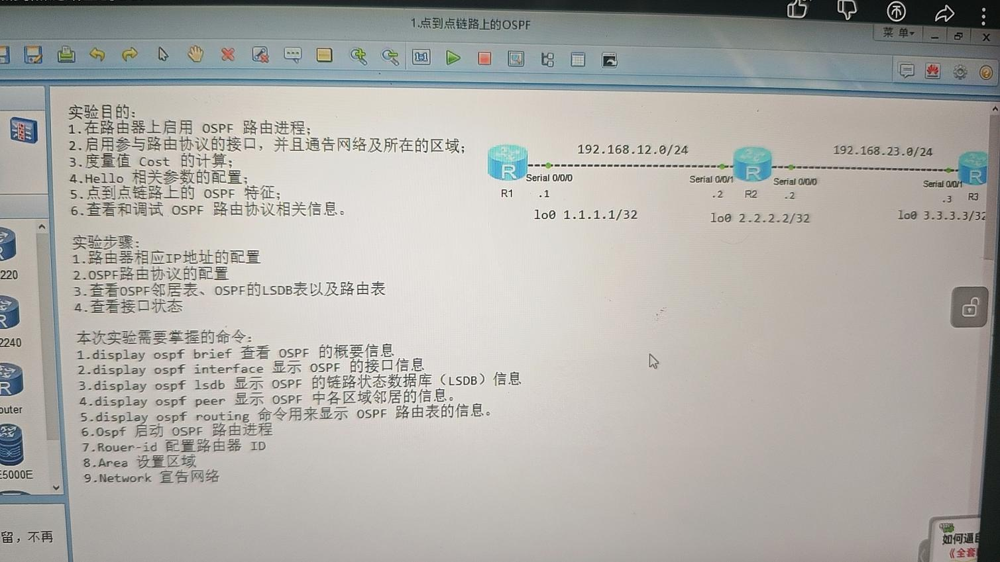 1.点到点链路上的OSPF
菜 单
实验目的:
1.在路由器上启用 OSPF 路由进程;
2.启用参与路由协议的接口，并且通告网络及所在的区域;
3.度量值 Cost 的计算;
4.Hello 相关参数的配置;
5.点到点链路上的 OSPF 特征;
6.查看和调试 OSPF 路由协议相关信息。
192.168.12.0/24
192.168.23.0/24
R
R
R
Serial 0/0/0
Serial 0/0/1
Serial 0/0/0
Serial 0/0/1
R1
.1
.2
R2
.2
.3
R3
lo0 1.1.1.1/32
lo0 2.2.2.2/32
lo0 3.3.3.3/32
实验步骤:
1.路由器相应IP地址的配置
2.OSPF路由协议的配置
3.查看OSPF邻居表、OSPF的LSDB表以及路由表
4.查看接口状态
本次实验需要掌握的命令:
1.display ospf brief 查看 OSPF 的概要信息
2.display ospf interface 显示 OSPF 的接口信息
3.display ospf lsdb 显示 OSPF 的链路状态数据库（LSDB）信息
4.display ospf peer 显示 OSPF 中各区域邻居的信息。
5.display ospf routing 命令用来显示 OSPF 路由表的信息。
6.Ospf 启动 OSPF 路由进程
7.Rouer-id 配置路由器 ID
8.Area 设置区域
9.Network 宣告网络
R
220
R
2240
R
outer
E5000E
留，不再
如何逼自
《全套